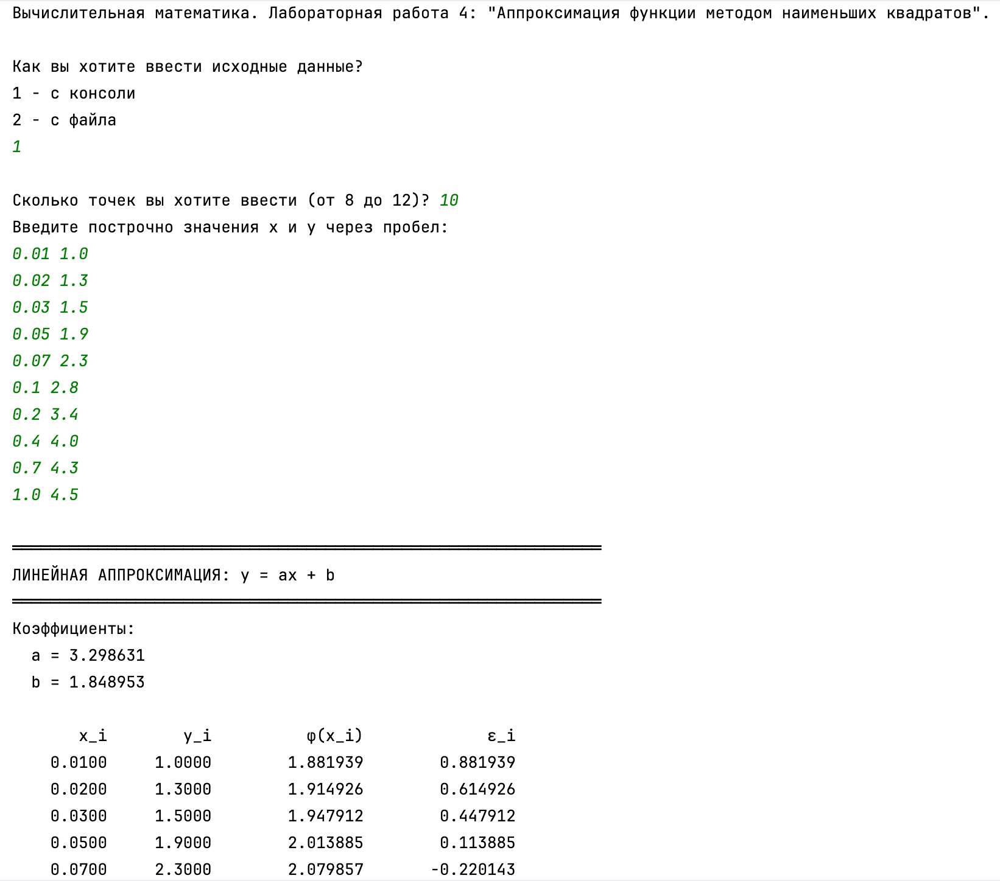 Вычислительная математика. Лабораторная работа 4: "Аппроксимация функции методом наименьших квадратов".
Как вы хотите ввести исходные данные?
1 - с консоли
2 - с файла
1
Сколько точек вы хотите ввести (от 8 до 12)? 10
Введите построчно значения x и y через пробел:
0.01 1.0
0.02 1.3
0.03 1.5
0.05 1.9
0.07 2.3
0.1 2.8
0.2 3.4
0.4 4.0
0.7 4.3
1.0 4.5
ЛИНЕЙНАЯ АППРОКСИМАЦИЯ: y = ax + b
Коэффициенты:
a = 3.298631
b = 1.848953
x_i y_i φ(x_i) ε_i
0.0100 1.0000 1.881939 0.881939
0.0200 1.3000 1.914926 0.614926
0.0300 1.5000 1.947912 0.447912
0.0500 1.9000 2.013885 0.113885
0.0700 2.3000 2.079857 -0.220143